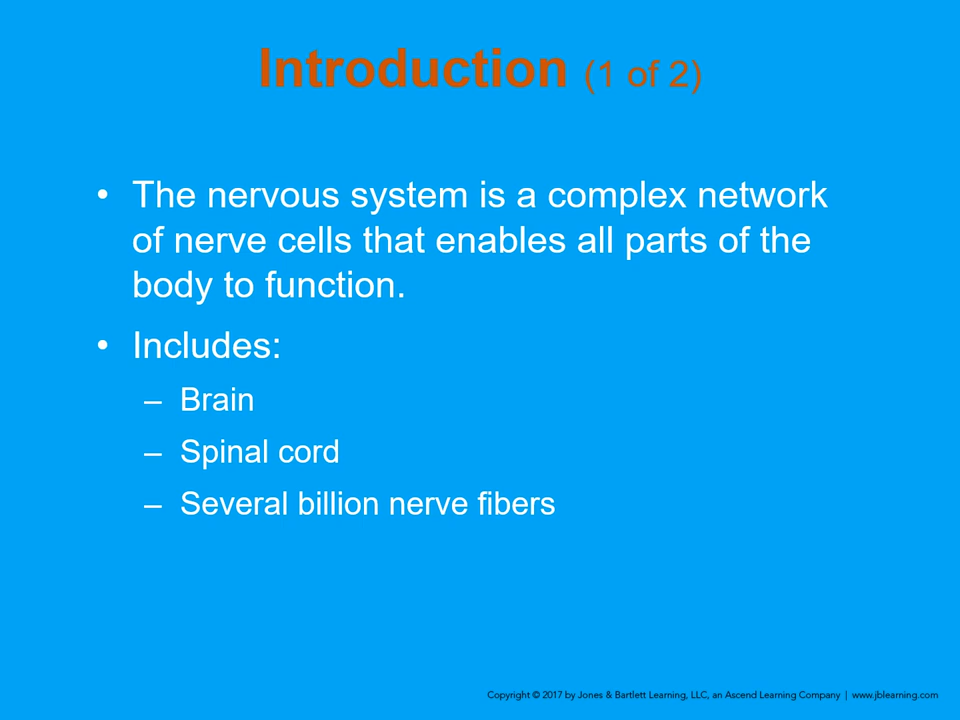 Introduction (1 of 2)
• The nervous system is a complex network
of nerve cells that enables all parts of the
body to function.
• Includes:
– Brain
– Spinal cord
– Several billion nerve fibers
Copyright © 2017 by Jones & Bartlett Learning, LLC, an Ascend Learning Company | www.jblearning.com